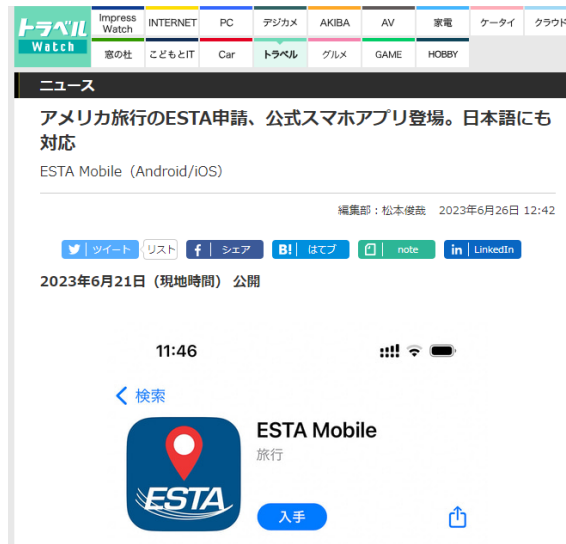 トラベル Watch
Impress Watch INTERNET PC デジカメ AKIBA AV 家電 ケータイ クラウド
窓の杜 こどもとIT Car トラベル グルメ GAME HOBBY
ニュース
アメリカ旅行のESTA申請、公式スマホアプリ登場。日本語にも
対応
ESTA Mobile（Android/iOS）
編集部：松本俊哉 2023年6月26日 12:42
ツイート リスト f シェア B! はてブ note in LinkedIn
2023年6月21日（現地時間） 公開
11:46
検索
ESTA Mobile
旅行
ESTA
入手